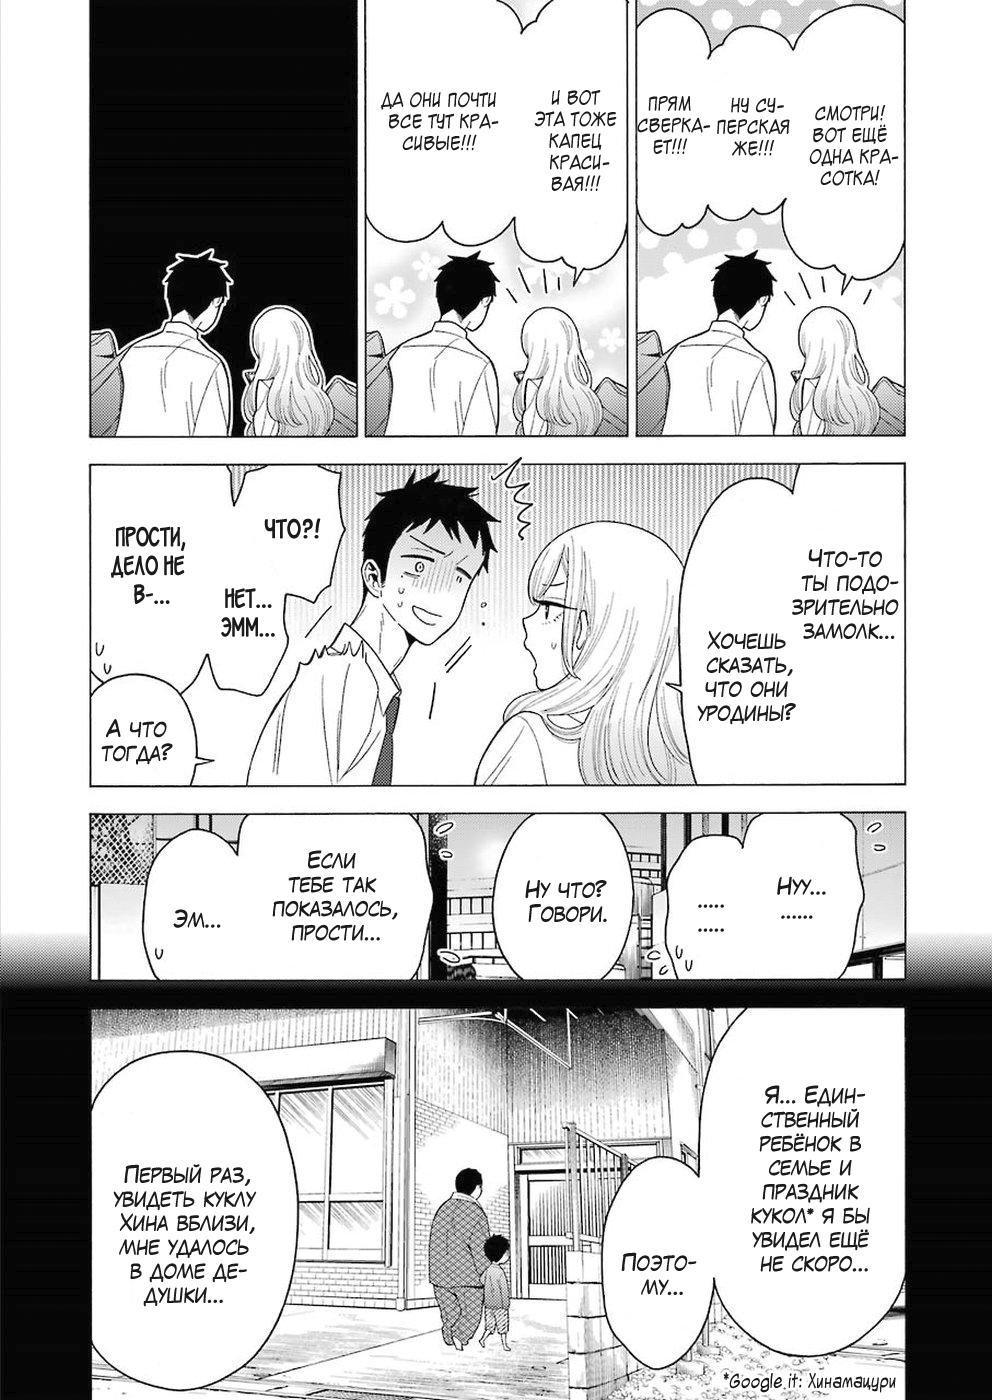 СМОТРИ!
ВОТ ЕЩЁ
ОДНА КРА-
СОТКА!
НУ СУ-
ПЕРСКАЯ
ЖЕ!!!
ПРЯМ
СВЕРКА-
ЕТ!!!
И ВОТ
ЭТА ТОЖЕ
КАПЕЦ
КРАСИ-
ВАЯ!!!
ДА ОНИ ПОЧТИ
ВСЕ ТУТ КРА-
СИВЫЕ!!!
ЧТО-ТО
ТЫ ПОДО-
ЗРИТЕЛЬНО
ЗАМОЛК...
ХОЧЕШЬ
СКАЗАТЬ,
ЧТО ОНИ
УРОДИНЫ?
ЧТО?!
НЕТ...
ЭММ...
ПРОСТИ,
ДЕЛО НЕ
В-...
А ЧТО
ТОГДА?
НУУ...
......
.....
.....
НУ ЧТО?
ГОВОРИ.
ЕСЛИ
ТЕБЕ ТАК
ПОКАЗАЛОСЬ,
ПРОСТИ...
ЭМ...
Я... ЕДИН-
СТВЕННЫЙ
РЕБЁНОК В
СЕМЬЕ И
ПРАЗДНИК
КУКОЛ* Я БЫ
УВИДЕЛ ЕЩЁ
НЕ СКОРО...
ПОЭТО-
МУ...
ПЕРВЫЙ РАЗ,
УВИДЕТЬ КУКЛУ
ХИНА ВБЛИЗИ,
МНЕ УДАЛОСЬ
В ДОМЕ ДЕ-
ДУШКИ...
*Google it: Хинамацури